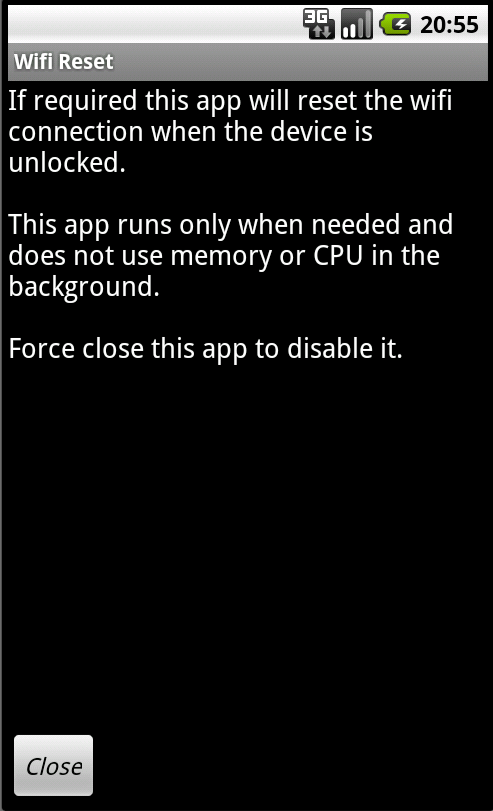 3G 20:55
Wifi Reset
If required this app will reset the wifi
connection when the device is
unlocked.
This app runs only when needed and
does not use memory or CPU in the
background.
Force close this app to disable it.
Close